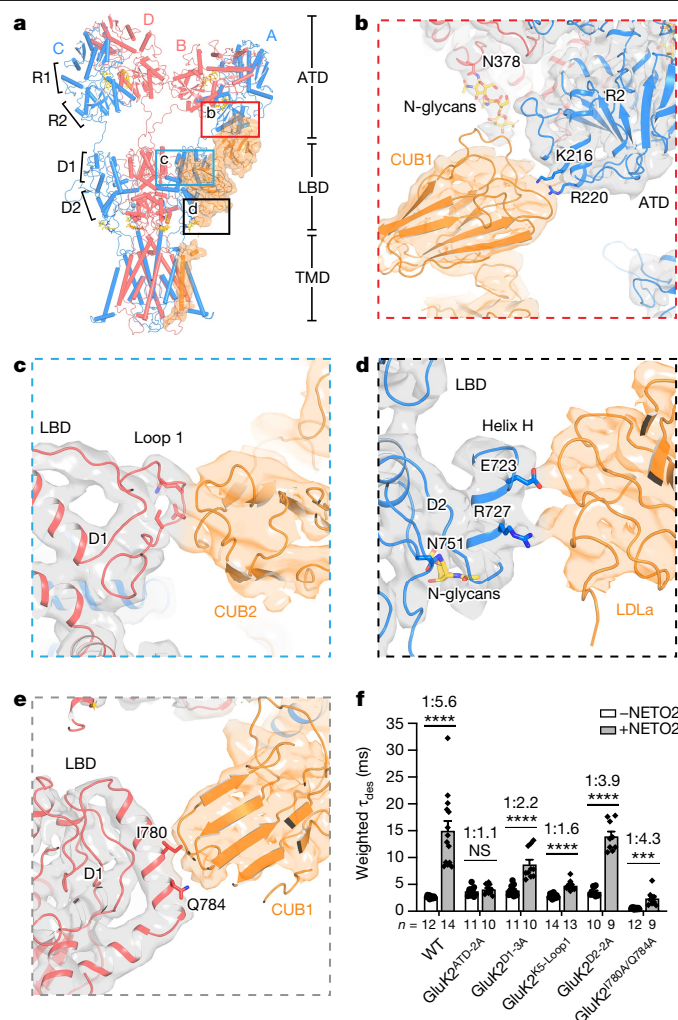 a
D
C
B
A
R1
R2
ATD
b
D1
D2
c
d
LBD
TMD
b
N378
N-glycans
R2
CUB1
K216
R220
ATD
c
LBD
Loop 1
D1
CUB2
d
LBD
Helix H
E723
D2
R727
N751
N-glycans
LDLa
e
LBD
I780
D1
Q784
CUB1
f
–NETO2
+NETO2
Weighted τdes (ms)
35
30
25
20
15
10
5
0
1:5.6
****
1:1.1
NS
1:2.2
****
1:1.6
****
1:3.9
****
1:4.3
***
n = 12 14 11 10 11 10 14 13 10 9 12 9
WT
GluK2ATD-2A
GluK2D1-3A
GluK2K5-Loop1
GluK2D2-2A
GluK2I780A/Q784A